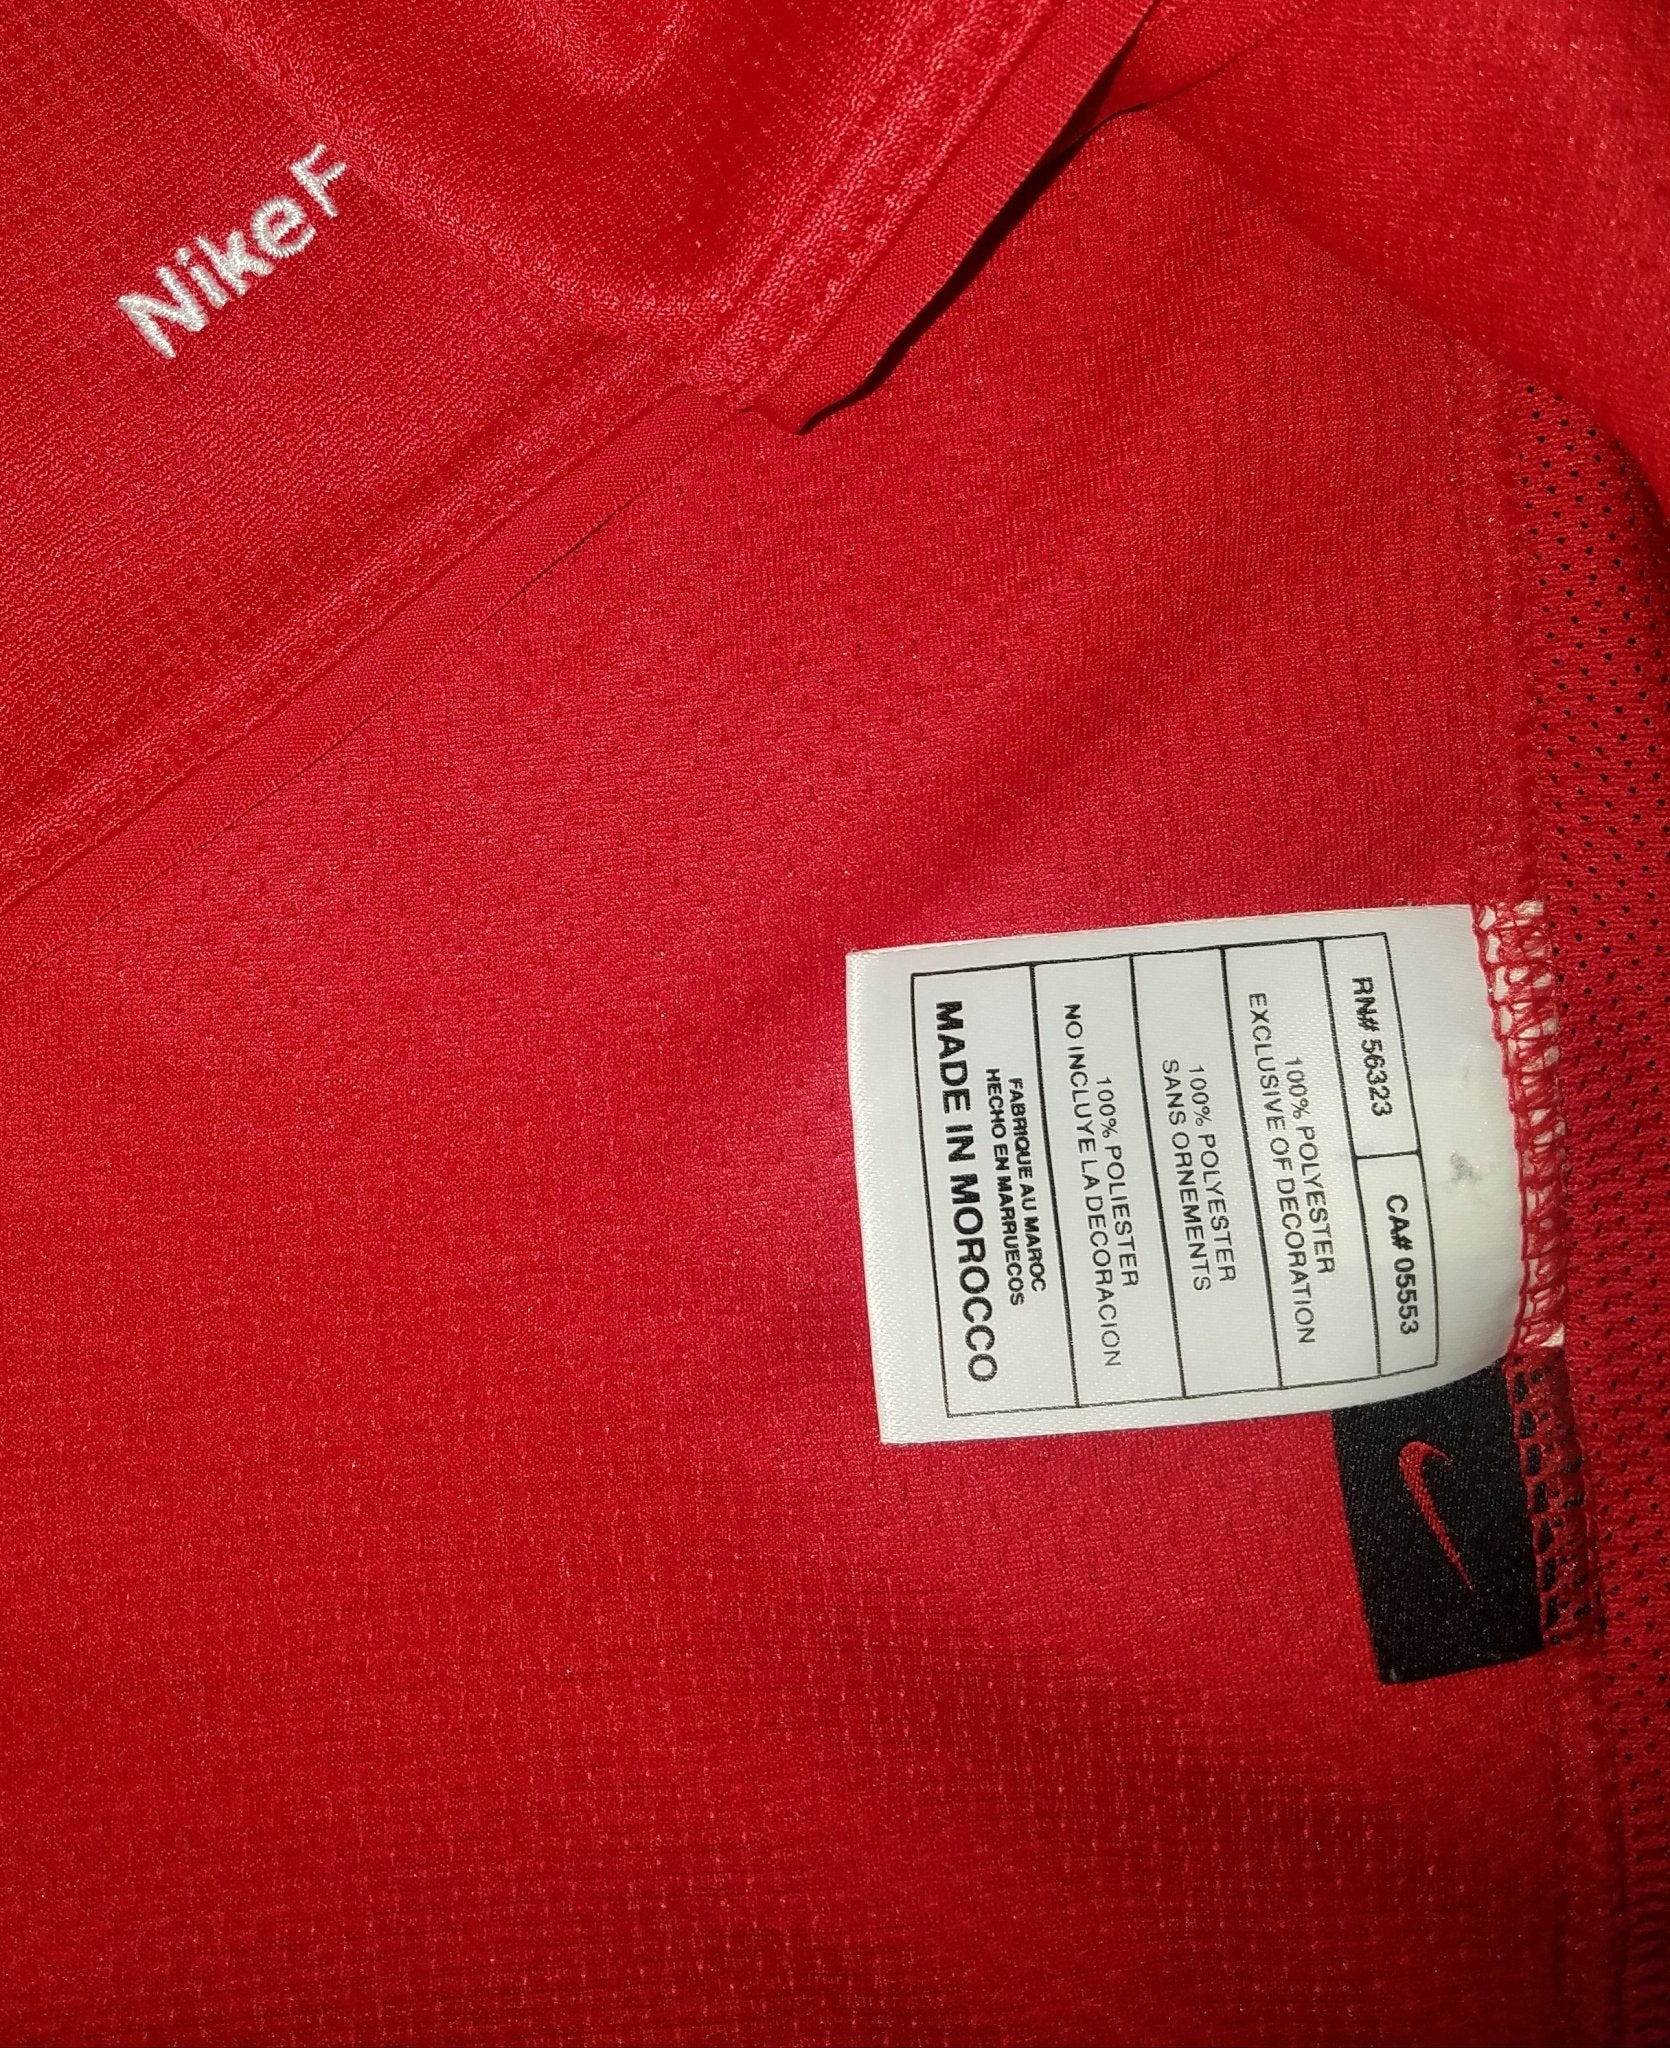 NikeF
RN# 56323 CA# 05553
100% POLYESTER
EXCLUSIVE OF DECORATION
100% POLYESTER
SANS ORNEMENTS
100% POLIESTER
NO INCLUYE LA DECORACION
FABRIQUE AU MAROC
HECHO EN MARRUECOS
MADE IN MOROCCO